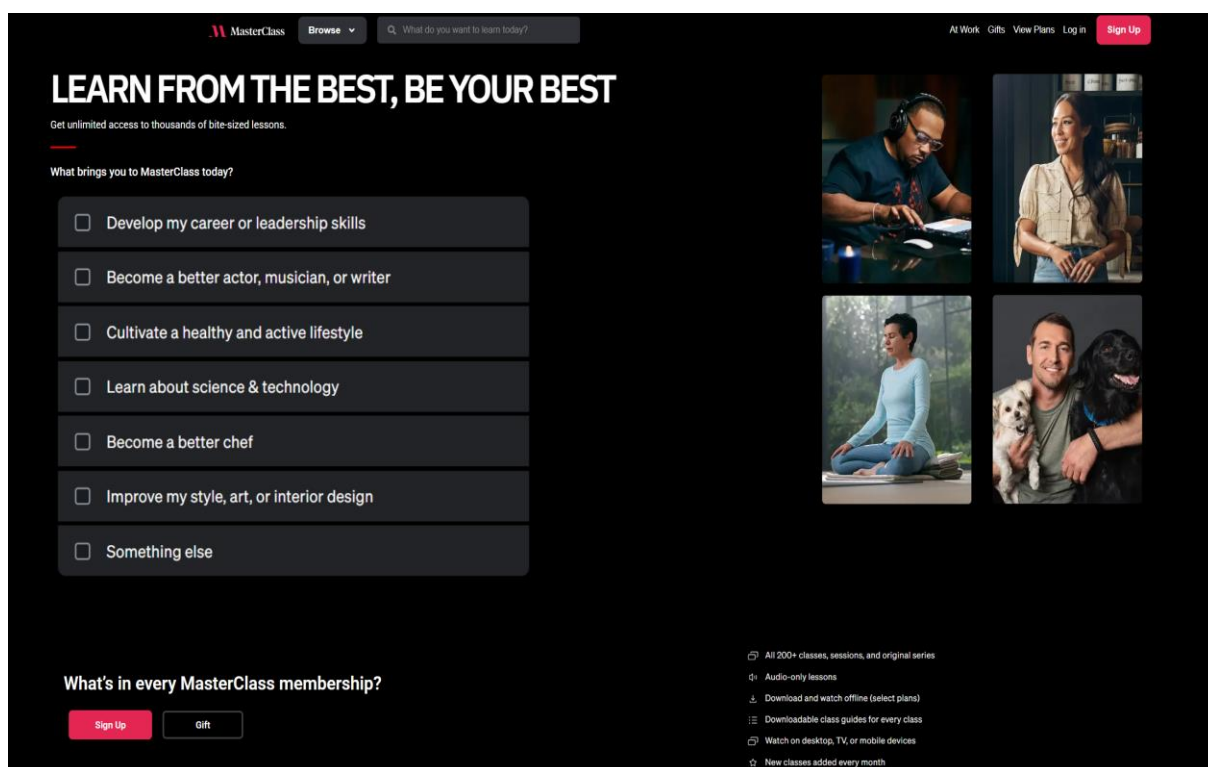 MasterClass
Browse
What do you want to learn today?
At Work Gifts View Plans Log in Sign Up
LEARN FROM THE BEST, BE YOUR BEST
Get unlimited access to thousands of bite-sized lessons.
What brings you to MasterClass today?
Develop my career or leadership skills
Become a better actor, musician, or writer
Cultivate a healthy and active lifestyle
Learn about science & technology
Become a better chef
Improve my style, art, or interior design
Something else
What's in every MasterClass membership?
Sign Up
Gift
All 200+ classes, sessions, and original series
Audio-only lessons
Download and watch offline (select plans)
Downloadable class guides for every class
Watch on desktop, TV, or mobile devices
New classes added every month